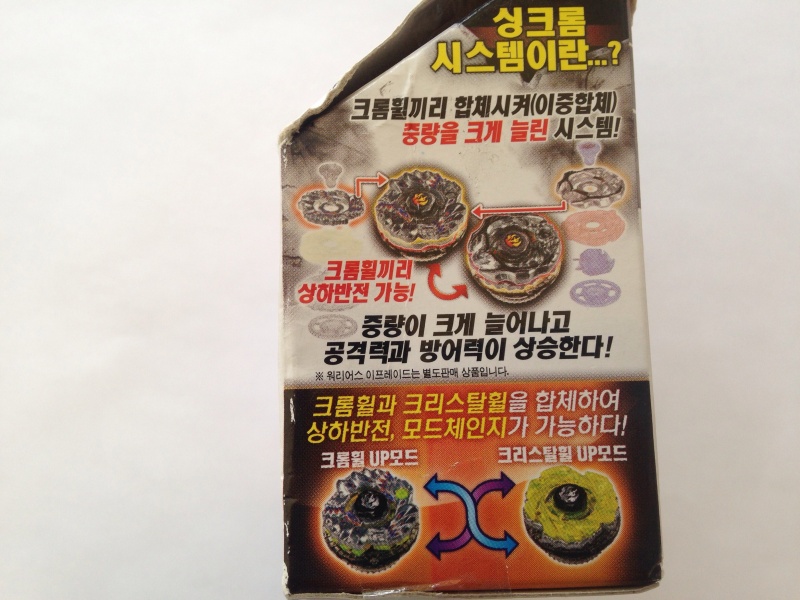 싱크롬
시스템이란...?
크롬휠끼리 합체시켜(이중합체)
중량을 크게 늘린 시스템!
크롬휠끼리
상하반전 가능!
중량이 크게 늘어나고
공격력과 방어력이 상승한다!
※ 워리어스 이프레이드는 별도판매 상품입니다.
크롬휠과 크리스탈휠을 합체하여
상하반전, 모드체인지가 가능하다!
크롬휠 UP모드
크리스탈휠 UP모드